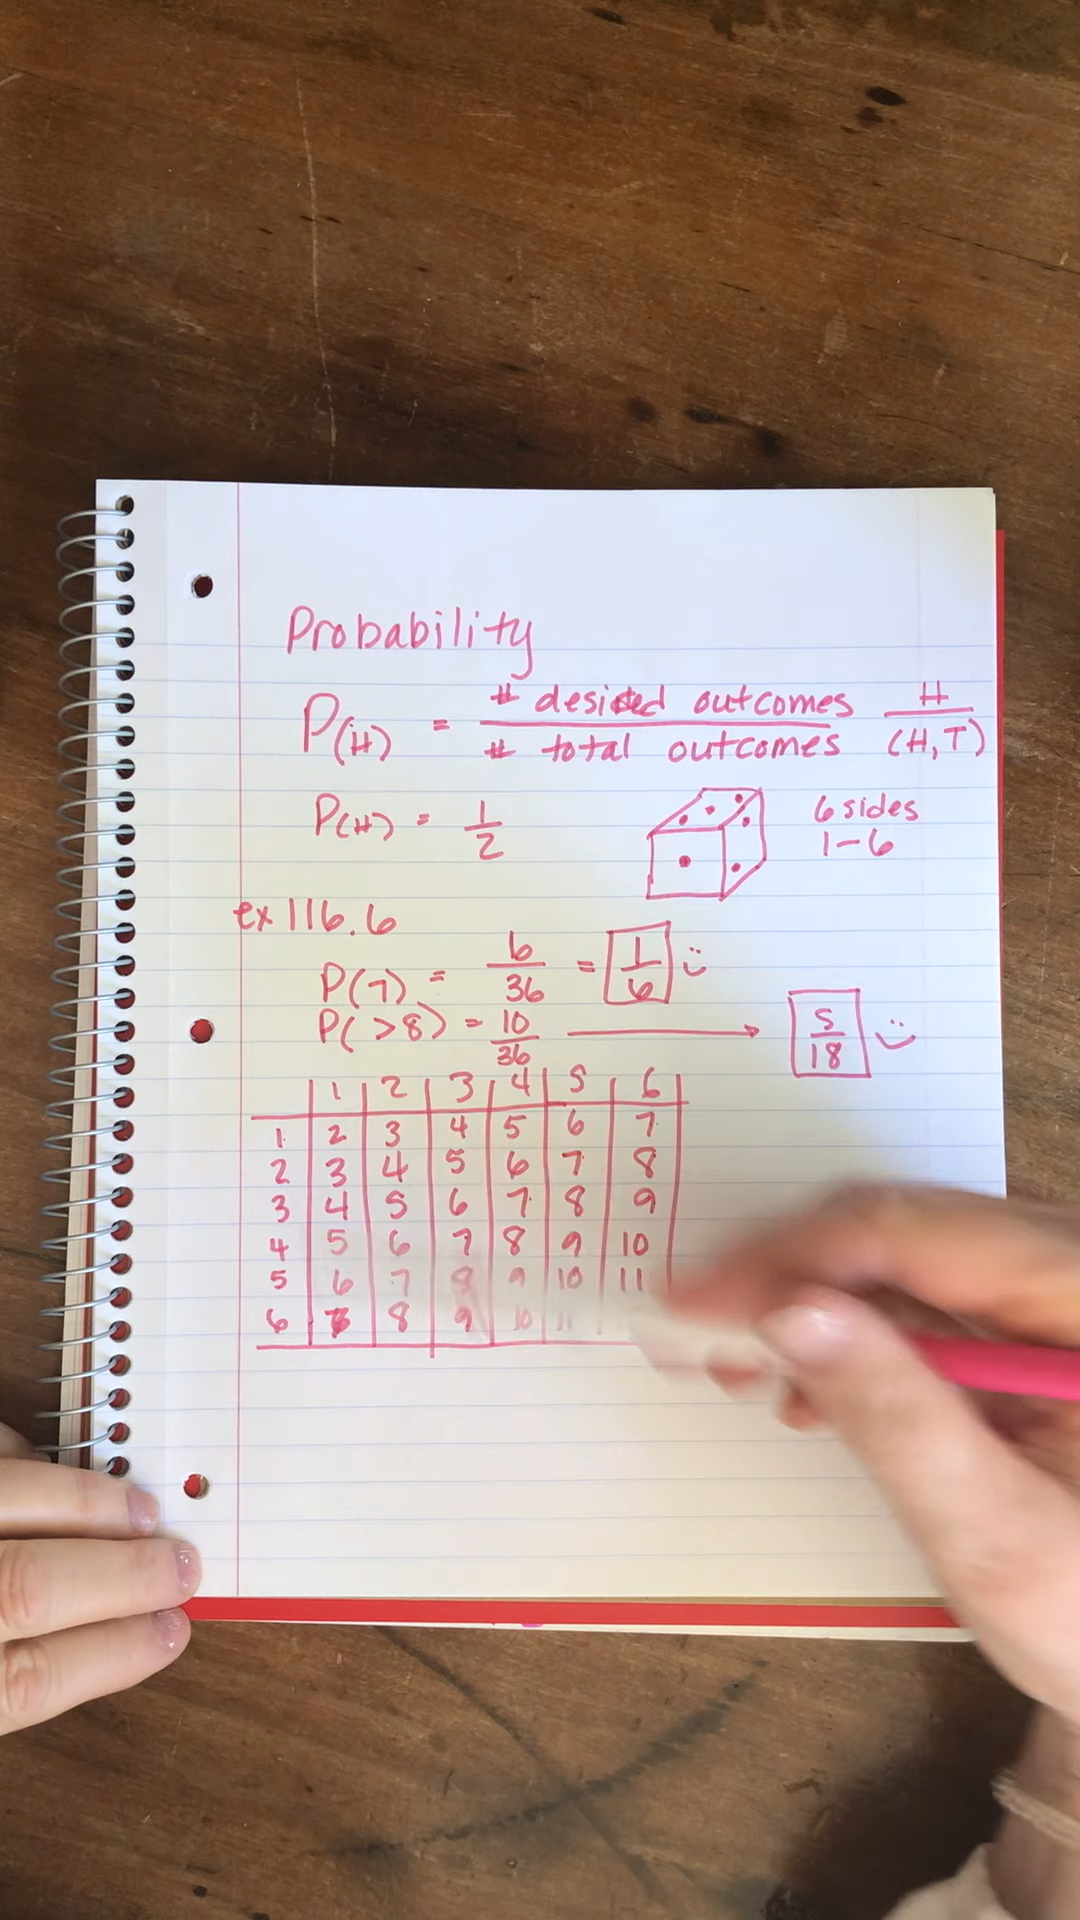 Probability
P(H) = # desired outcomes / # total outcomes H / (H,T)
P(H) = 1/2
6 sides
1-6
ex 116.6
P(7) = 6/36 = 1/6 :)
P(>8) = 10/36 → 5/18 :)
1 2 3 4 5 6
1 2 3 4 5 6 7
2 3 4 5 6 7 8
3 4 5 6 7 8 9
4 5 6 7 8 9 10
5 6 7 8 9 10 11
6 7 8 9 10 11